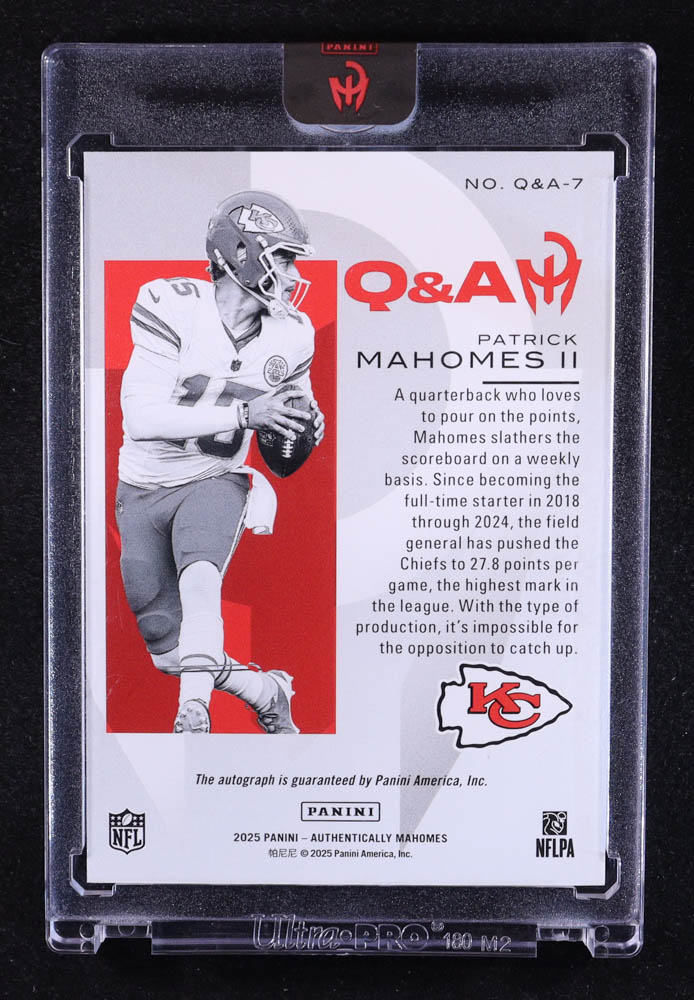 PANINI
NO. Q&A-7
Q&A
PATRICK
MAHOMES II
A quarterback who loves
to pour on the points,
Mahomes slathers the
scoreboard on a weekly
basis. Since becoming the
full-time starter in 2018
through 2024, the field
general has pushed the
Chiefs to 27.8 points per
game, the highest mark in
the league. With the type of
production, it's impossible for
the opposition to catch up.
KC
15
15
KC
The autograph is guaranteed by Panini America, Inc.
PANINI
NFL
2025 PANINI – AUTHENTICALLY MAHOMES
帕尼尼 © 2025 Panini America, Inc.
NFLPA
Ultra·PRO® 180 M2